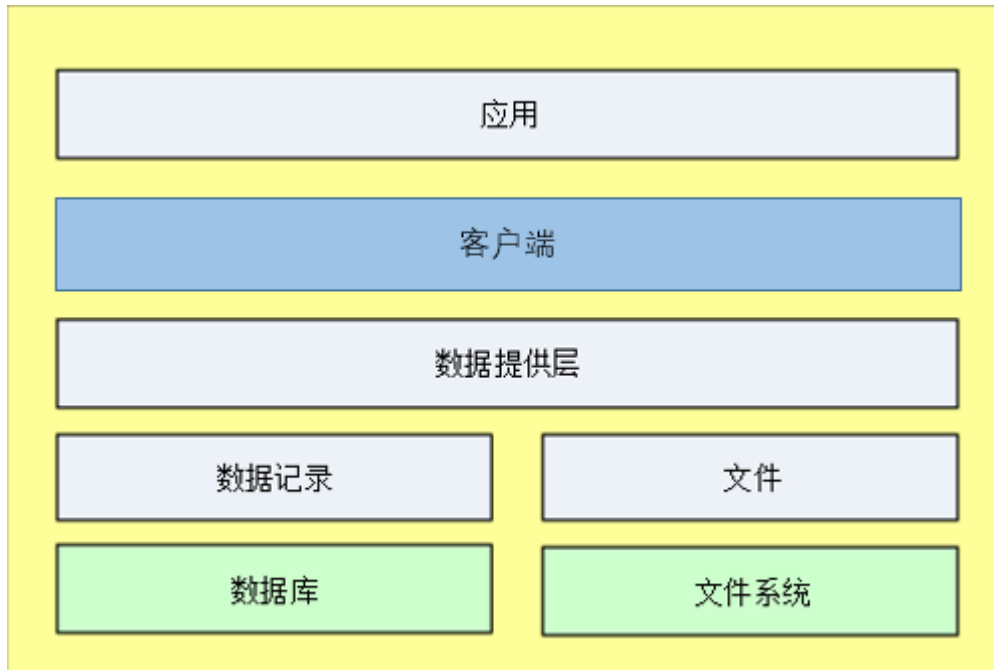 应用
客户端
数据提供层
数据记录
文件
数据库
文件系统